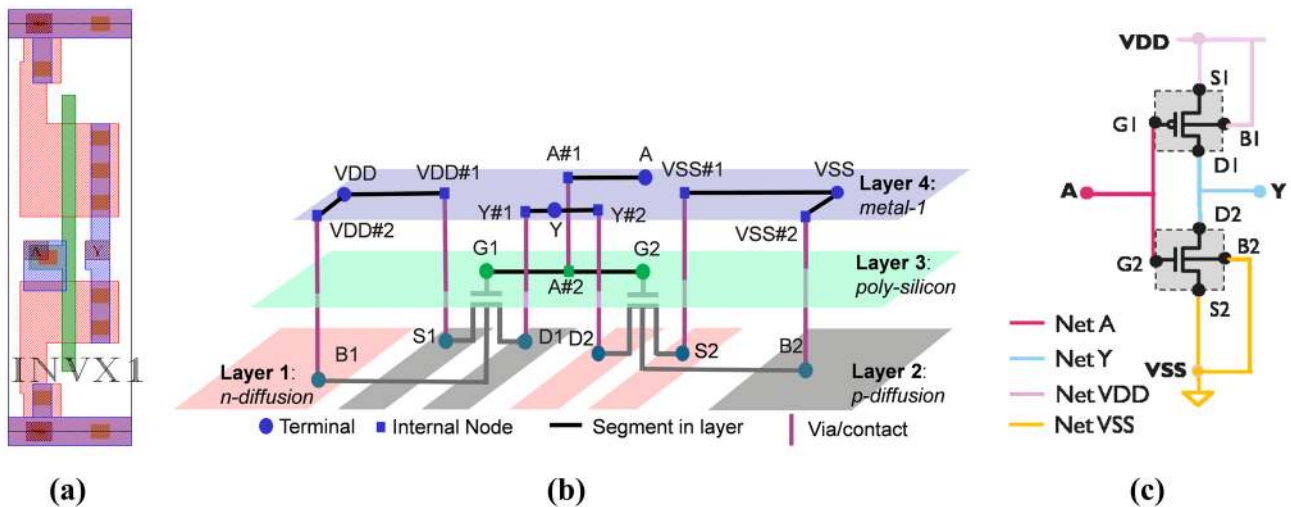 A
Y
INVX1
(a)
VDD
VDD#1
A#1
A
VSS#1
VSS
Layer 4:
metal-1
Y#1
Y
Y#2
VDD#2
VSS#2
G1
G2
Layer 3:
poly-silicon
A#2
S1
D1
D2
S2
B1
B2
Layer 1:
n-diffusion
Layer 2:
p-diffusion
Terminal
Internal Node
Segment in layer
Via/contact
(b)
VDD
S1
G1
B1
D1
A
Y
D2
G2
B2
S2
VSS
Net A
Net Y
Net VDD
Net VSS
(c)